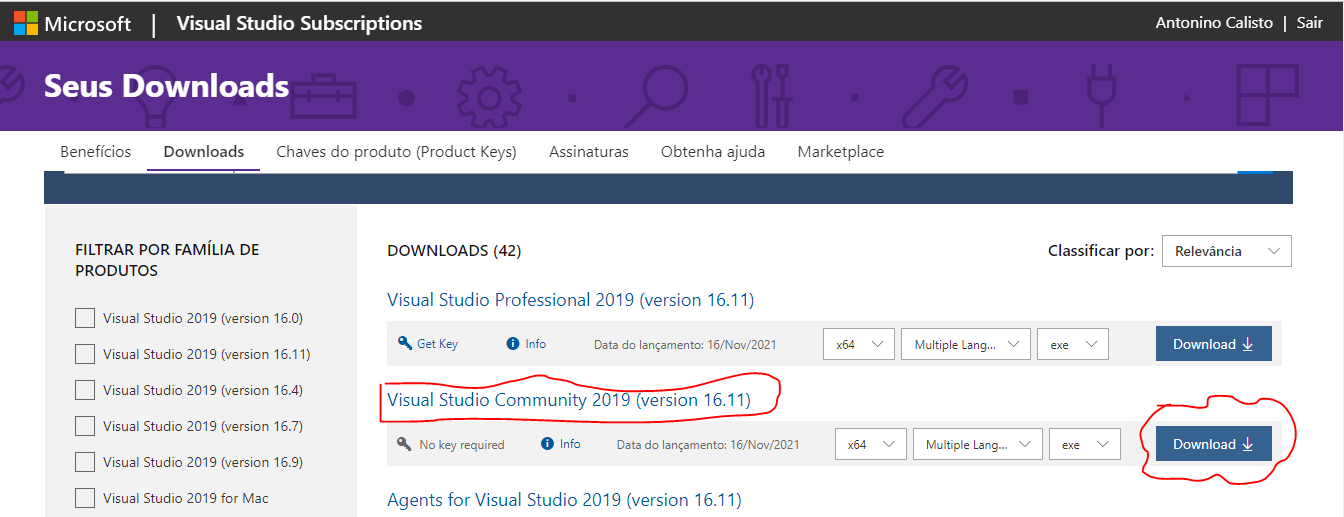 Microsoft | Visual Studio Subscriptions Antonino Calisto | Sair
Seus Downloads
Benefícios Downloads Chaves do produto (Product Keys) Assinaturas Obtenha ajuda Marketplace
FILTRAR POR FAMÍLIA DE
PRODUTOS
Visual Studio 2019 (version 16.0)
Visual Studio 2019 (version 16.11)
Visual Studio 2019 (version 16.4)
Visual Studio 2019 (version 16.7)
Visual Studio 2019 (version 16.9)
Visual Studio 2019 for Mac
DOWNLOADS (42) Classificar por: Relevância
Visual Studio Professional 2019 (version 16.11)
Get Key Info Data do lançamento: 16/Nov/2021 x64 Multiple Lang... exe Download
Visual Studio Community 2019 (version 16.11)
No key required Info Data do lançamento: 16/Nov/2021 x64 Multiple Lang... exe Download
Agents for Visual Studio 2019 (version 16.11)